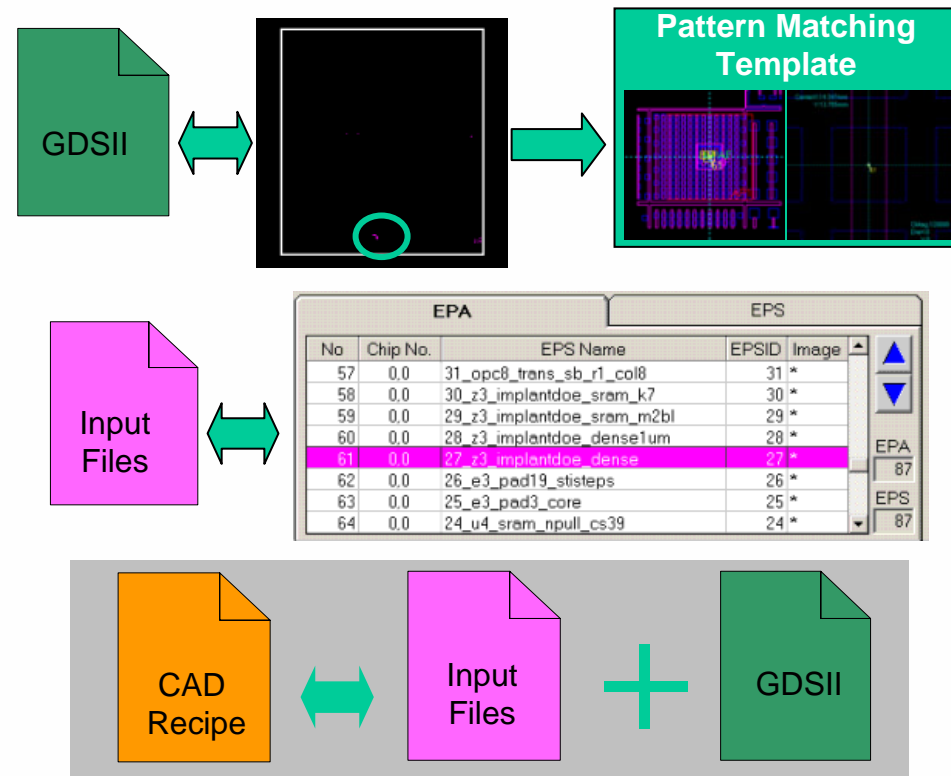 GDSII
Pattern Matching
Template
Input
Files
EPA EPS
No Chip No. EPS Name EPSID Image
57 0,0 31_opc8_trans_sb_r1_col8 31 *
58 0,0 30_z3_implantdoe_sram_k7 30 *
59 0,0 29_z3_implantdoe_sram_m2bl 29 *
60 0,0 28_z3_implantdoe_dense1um 28 *
61 0,0 27_z3_implantdoe_dense 27 *
62 0,0 26_e3_pad19_stisteps 26 *
63 0,0 25_e3_pad3_core 25 *
64 0,0 24_u4_sram_npull_cs39 24 *
EPA
87
EPS
87
CAD
Recipe
Input
Files
GDSII